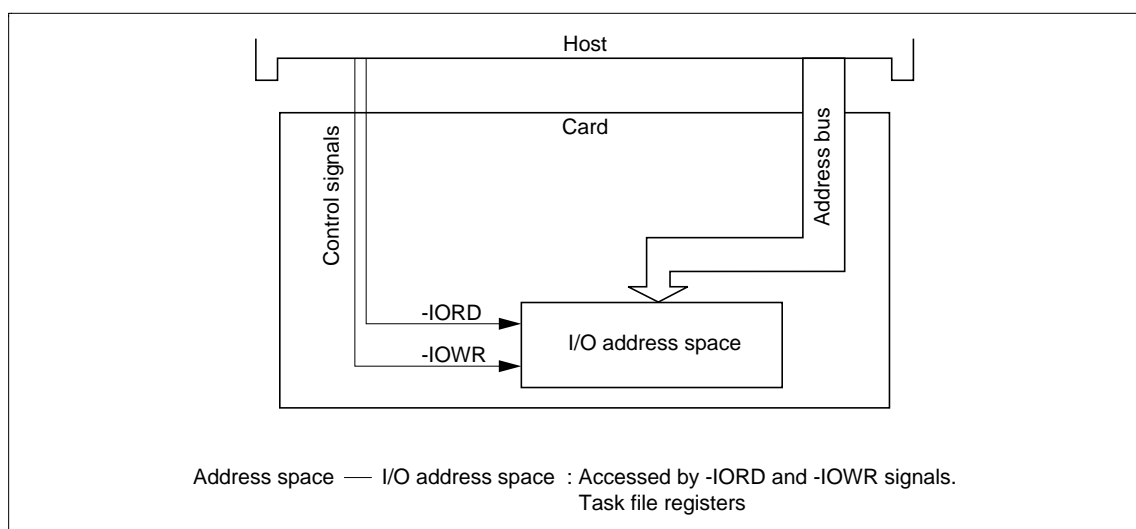 Host
Card
Control signals
Address bus
-IORD
-IOWR
I/O address space
Address space — I/O address space : Accessed by -IORD and -IOWR signals.
Task file registers